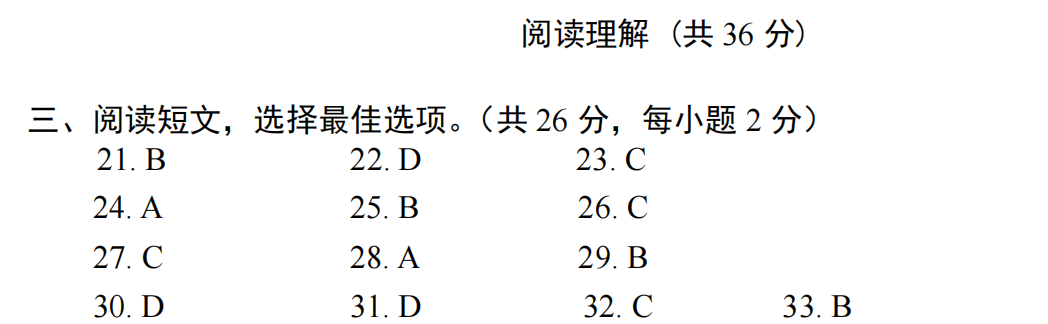 阅读理解 (共 36 分)
三、阅读短文，选择最佳选项。（共 26 分，每小题 2 分）
21. B 22. D 23. C
24. A 25. B 26. C
27. C 28. A 29. B
30. D 31. D 32. C 33. B